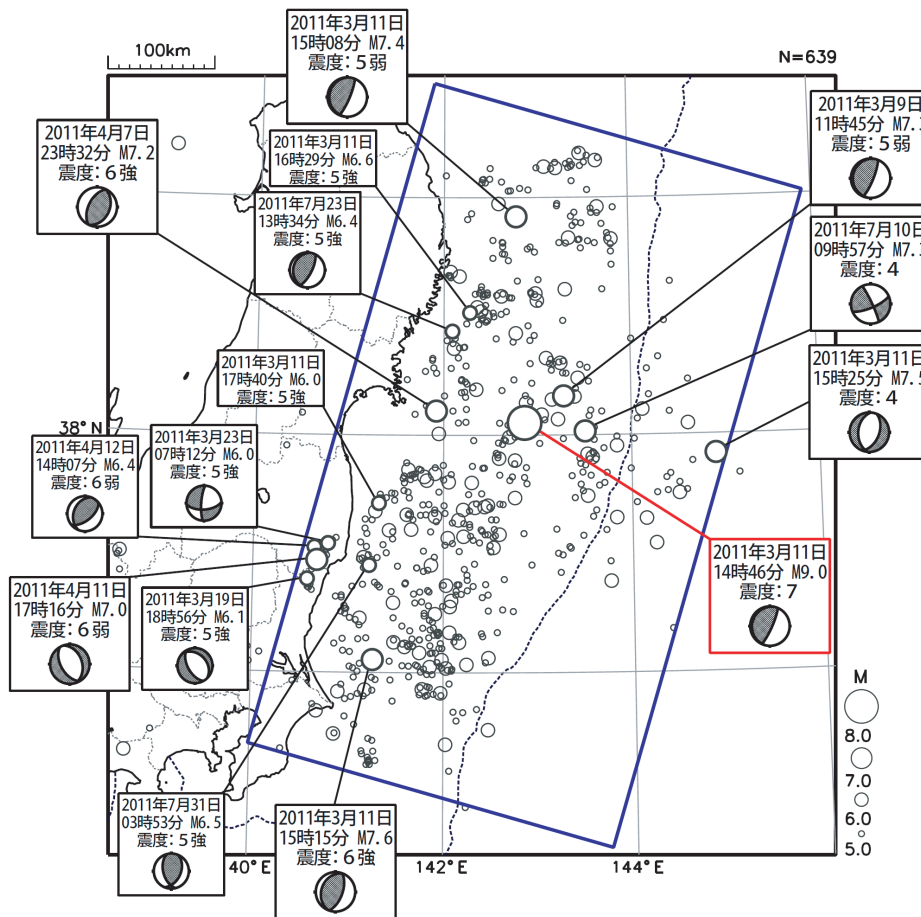 100km
N=639
2011年3月11日
15時08分 M7.4
震度：5弱
2011年3月9日
11時45分 M7.3
震度：5弱
2011年4月7日
23時32分 M7.2
震度：6強
2011年3月11日
16時29分 M6.6
震度：5強
2011年7月23日
13時34分 M6.4
震度：5強
2011年7月10日
09時57分 M7.3
震度：4
2011年3月11日
15時25分 M7.5
震度：4
2011年3月11日
17時40分 M6.0
震度：5強
38°N
2011年4月12日
14時07分 M6.4
震度：6弱
2011年3月23日
07時12分 M6.0
震度：5強
2011年3月11日
14時46分 M9.0
震度：7
2011年4月11日
17時16分 M7.0
震度：6弱
2011年3月19日
18時56分 M6.1
震度：5強
M
8.0
7.0
6.0
5.0
2011年7月31日
03時53分 M6.5
震度：5強
2011年3月11日
15時15分 M7.6
震度：6強
40°E
142°E
144°E